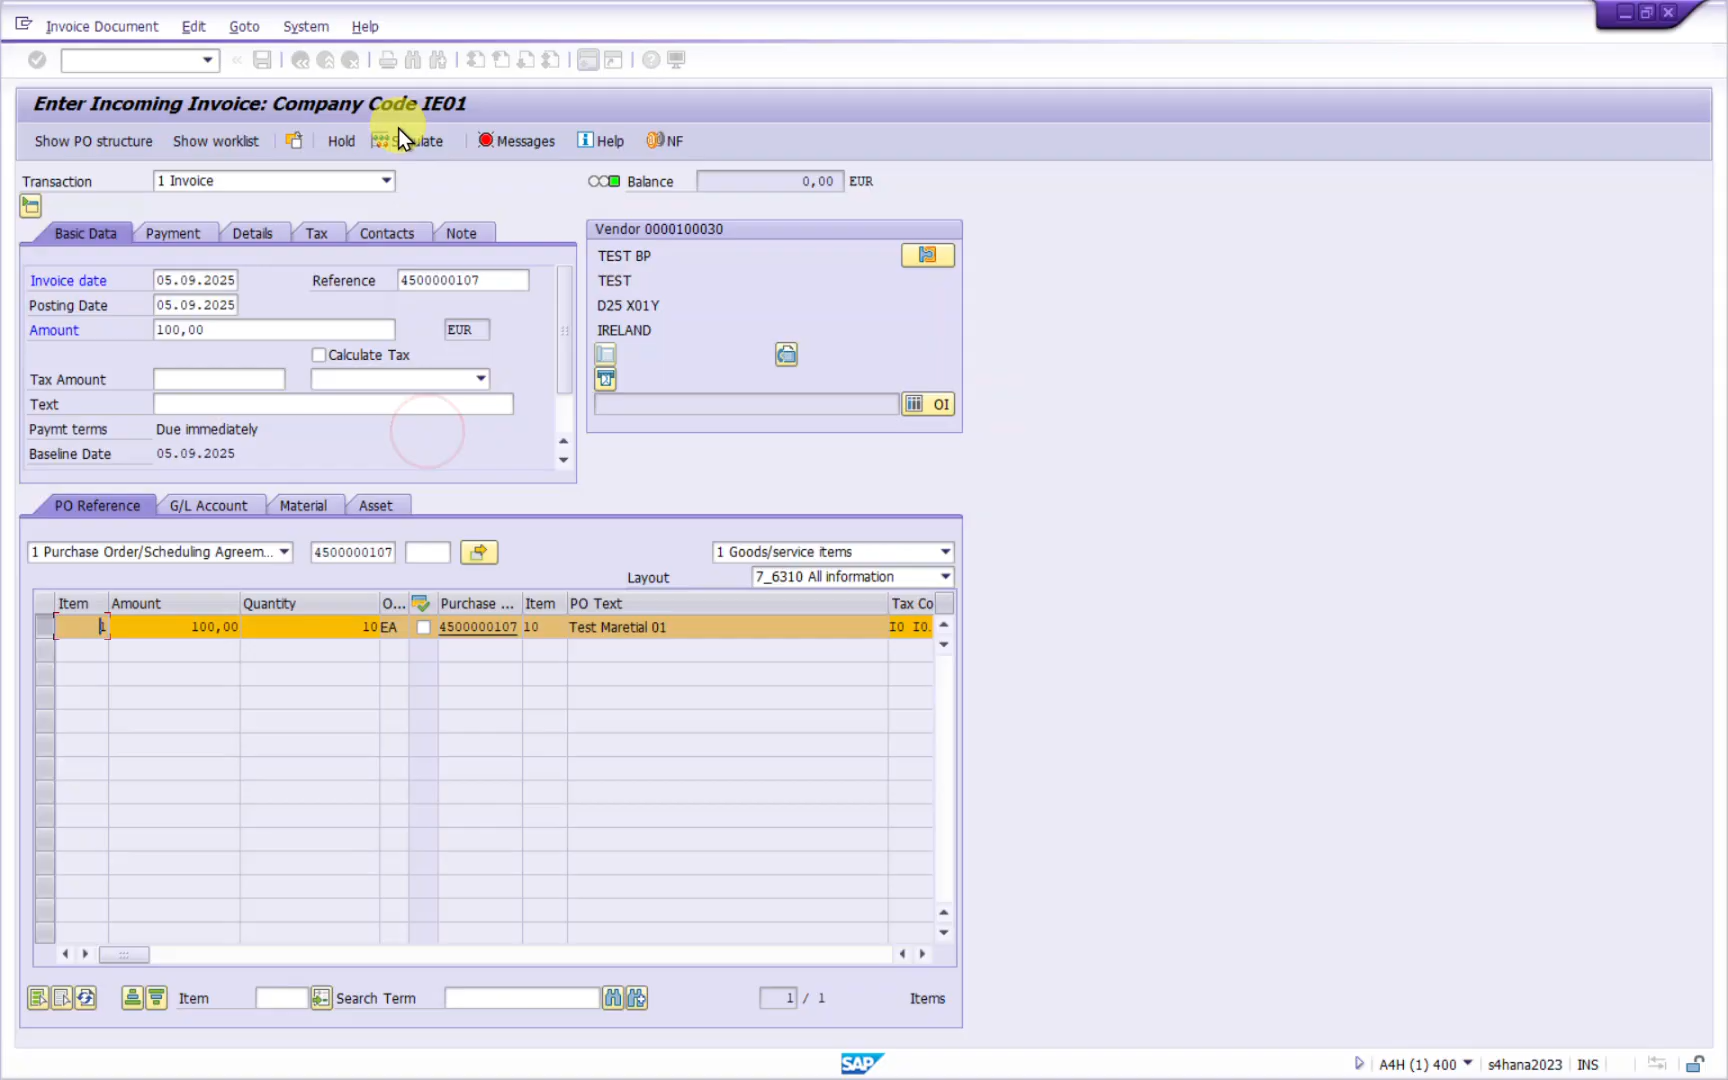 Invoice Document Edit Goto System Help
Enter Incoming Invoice: Company Code IE01
Show PO structure Show worklist Hold Messages Help NF
Transaction 1 Invoice Balance 0,00 EUR
Basic Data Payment Details Tax Contacts Note
Vendor 0000100030
Invoice date 05.09.2025 Reference 4500000107
Posting Date 05.09.2025
Amount 100,00 EUR
Calculate Tax
Tax Amount
Text
Paymt terms Due immediately
Baseline Date 05.09.2025
TEST BP
TEST
D25 X01Y
IRELAND
OI
PO Reference G/L Account Material Asset
1 Purchase Order/Scheduling Agreem... 4500000107 1 Goods/service items
Layout 7_6310 All information
Item Amount Quantity O... Purchase ... Item PO Text Tax Co
1 100,00 10 EA 4500000107 10 Test Maretial 01 I0 I0.
Item Search Term 1 / 1 Items
SAP A4H (1) 400 s4hana2023 INS